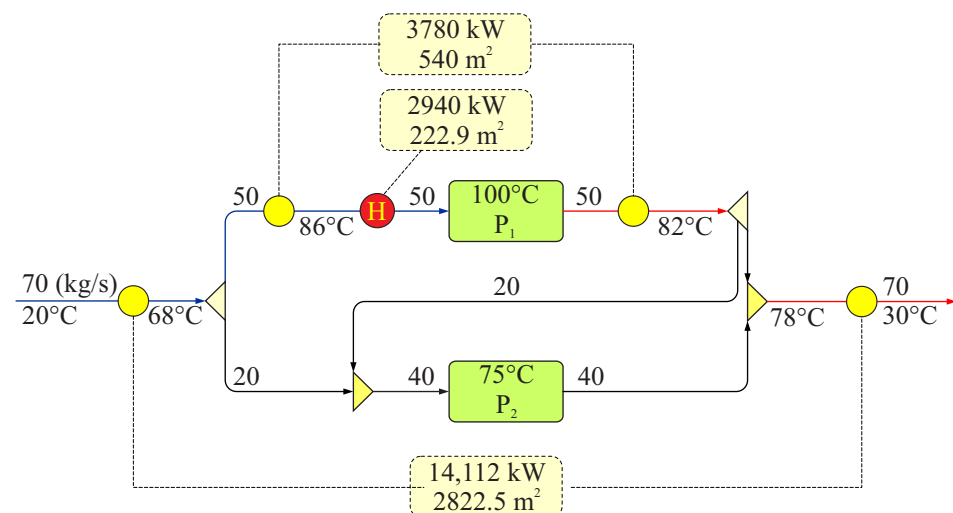 3780 kW
540 m²
2940 kW
222.9 m²
50
86°C
H
50
100°C
P₁
50
82°C
70 (kg/s)
20°C
68°C
20
78°C
70
30°C
20
40
75°C
P₂
40
14,112 kW
2822.5 m²